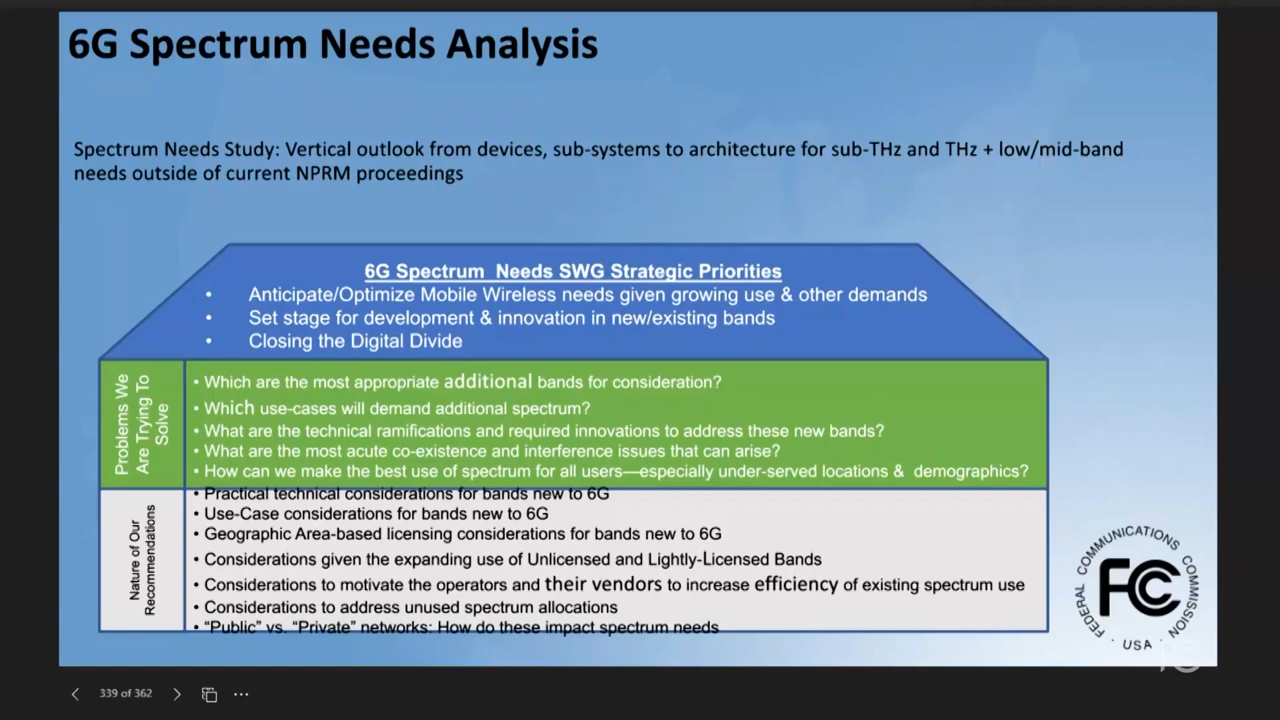 6G Spectrum Needs Analysis
Spectrum Needs Study: Vertical outlook from devices, sub-systems to architecture for sub-THz and THz + low/mid-band
needs outside of current NPRM proceedings
6G Spectrum Needs SWG Strategic Priorities
• Anticipate/Optimize Mobile Wireless needs given growing use & other demands
• Set stage for development & innovation in new/existing bands
• Closing the Digital Divide
Problems We
Are Trying To
Solve
• Which are the most appropriate additional bands for consideration?
• Which use-cases will demand additional spectrum?
• What are the technical ramifications and required innovations to address these new bands?
• What are the most acute co-existence and interference issues that can arise?
• How can we make the best use of spectrum for all users—especially under-served locations & demographics?
Nature of Our
Recommendations
• Practical technical considerations for bands new to 6G
• Use-Case considerations for bands new to 6G
• Geographic Area-based licensing considerations for bands new to 6G
• Considerations given the expanding use of Unlicensed and Lightly-Licensed Bands
• Considerations to motivate the operators and their vendors to increase efficiency of existing spectrum use
• Considerations to address unused spectrum allocations
• “Public” vs. “Private” networks: How do these impact spectrum needs
FEDERAL COMMUNICATIONS COMMISSION
FCC
· USA ·
339 of 362